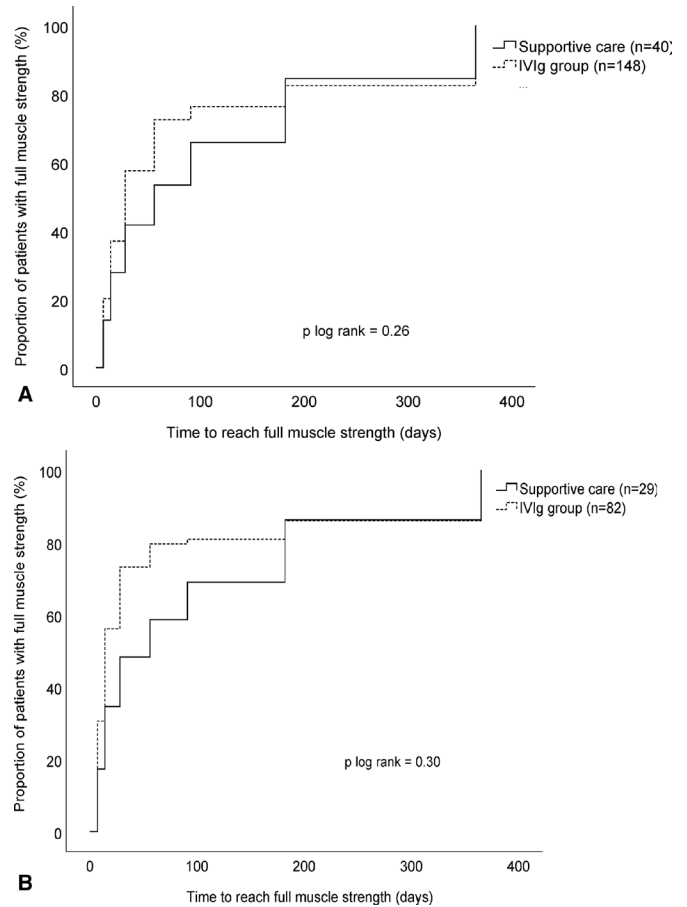 100
80
60
40
20
0
Proportion of patients with full muscle strength (%)
Supportive care (n=40)
IVIg group (n=148)
...
p log rank = 0.26
A
0 100 200 300 400
Time to reach full muscle strength (days)
100
80
60
40
20
0
Proportion of patients with full muscle strength (%)
Supportive care (n=29)
IVIg group (n=82)
p log rank = 0.30
B
0 100 200 300 400
Time to reach full muscle strength (days)